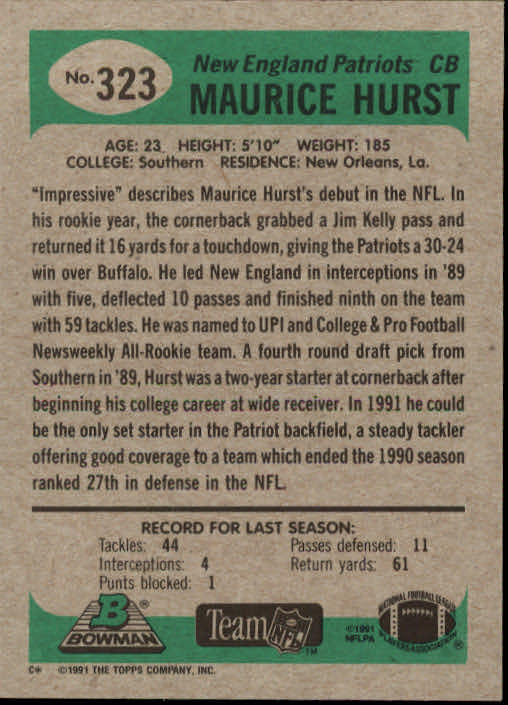 No. 323
New England Patriots CB
MAURICE HURST
AGE: 23 HEIGHT: 5'10" WEIGHT: 185
COLLEGE: Southern RESIDENCE: New Orleans, La.
"Impressive" describes Maurice Hurst's debut in the NFL. In
his rookie year, the cornerback grabbed a Jim Kelly pass and
returned it 16 yards for a touchdown, giving the Patriots a 30-24
win over Buffalo. He led New England in interceptions in '89
with five, deflected 10 passes and finished ninth on the team
with 59 tackles. He was named to UPI and College & Pro Football
Newsweekly All-Rookie team. A fourth round draft pick from
Southern in '89, Hurst was a two-year starter at cornerback after
beginning his college career at wide receiver. In 1991 he could
be the only set starter in the Patriot backfield, a steady tackler
offering good coverage to a team which ended the 1990 season
ranked 27th in defense in the NFL.
RECORD FOR LAST SEASON:
Tackles: 44 Passes defensed: 11
Interceptions: 4 Return yards: 61
Punts blocked: 1
B
BOWMAN®
Team NFL™
©1991
NFLPA
NATIONAL FOOTBALL LEAGUE
PLAYERS ASSOCIATION®
C* ©1991 THE TOPPS COMPANY, INC.